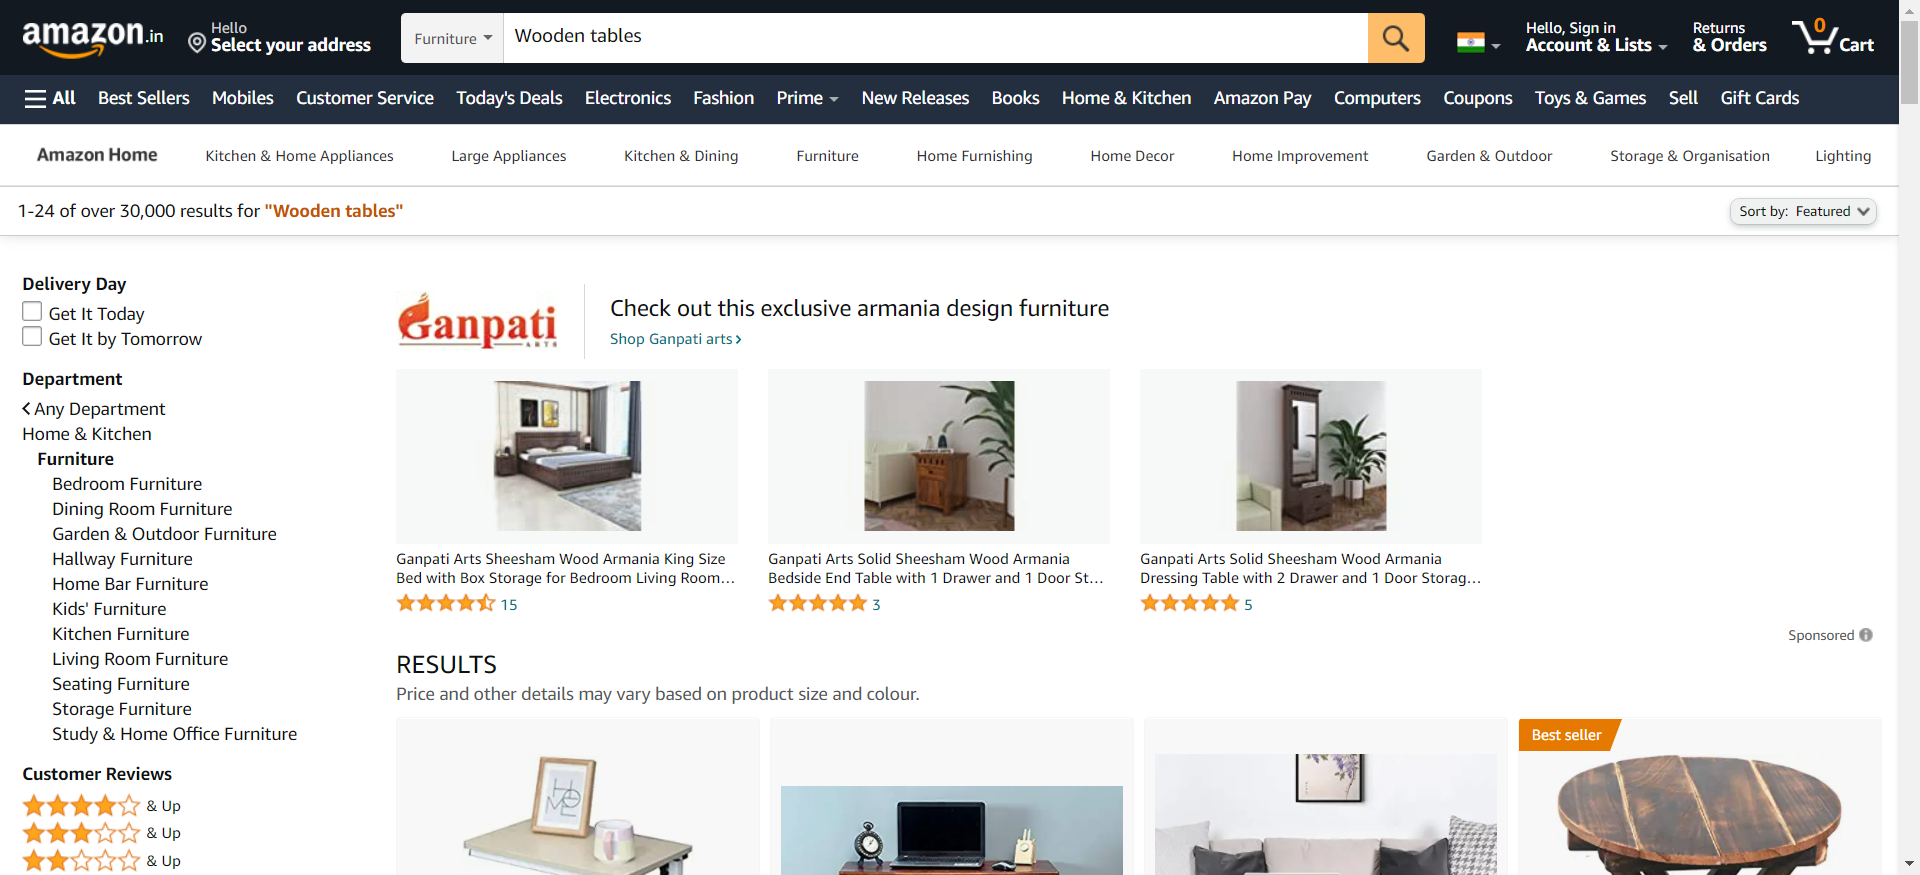 amazon.in
Hello
Select your address
Furniture
Wooden tables
Hello, Sign in
Account & Lists
Returns
& Orders
0
Cart
All
Best Sellers
Mobiles
Customer Service
Today's Deals
Electronics
Fashion
Prime
New Releases
Books
Home & Kitchen
Amazon Pay
Computers
Coupons
Toys & Games
Sell
Gift Cards
Amazon Home
Kitchen & Home Appliances
Large Appliances
Kitchen & Dining
Furniture
Home Furnishing
Home Decor
Home Improvement
Garden & Outdoor
Storage & Organisation
Lighting
1-24 of over 30,000 results for "Wooden tables"
Sort by: Featured
Delivery Day
Get It Today
Get It by Tomorrow
Department
Any Department
Home & Kitchen
Furniture
Bedroom Furniture
Dining Room Furniture
Garden & Outdoor Furniture
Hallway Furniture
Home Bar Furniture
Kids' Furniture
Kitchen Furniture
Living Room Furniture
Seating Furniture
Storage Furniture
Study & Home Office Furniture
Customer Reviews
& Up
& Up
& Up
Ganpati
ARTS
Check out this exclusive armania design furniture
Shop Ganpati arts
Ganpati Arts Sheesham Wood Armania King Size
Bed with Box Storage for Bedroom Living Room…
15
Ganpati Arts Solid Sheesham Wood Armania
Bedside End Table with 1 Drawer and 1 Door St…
3
Ganpati Arts Solid Sheesham Wood Armania
Dressing Table with 2 Drawer and 1 Door Storag…
5
Sponsored
RESULTS
Price and other details may vary based on product size and colour.
HOME
Best seller